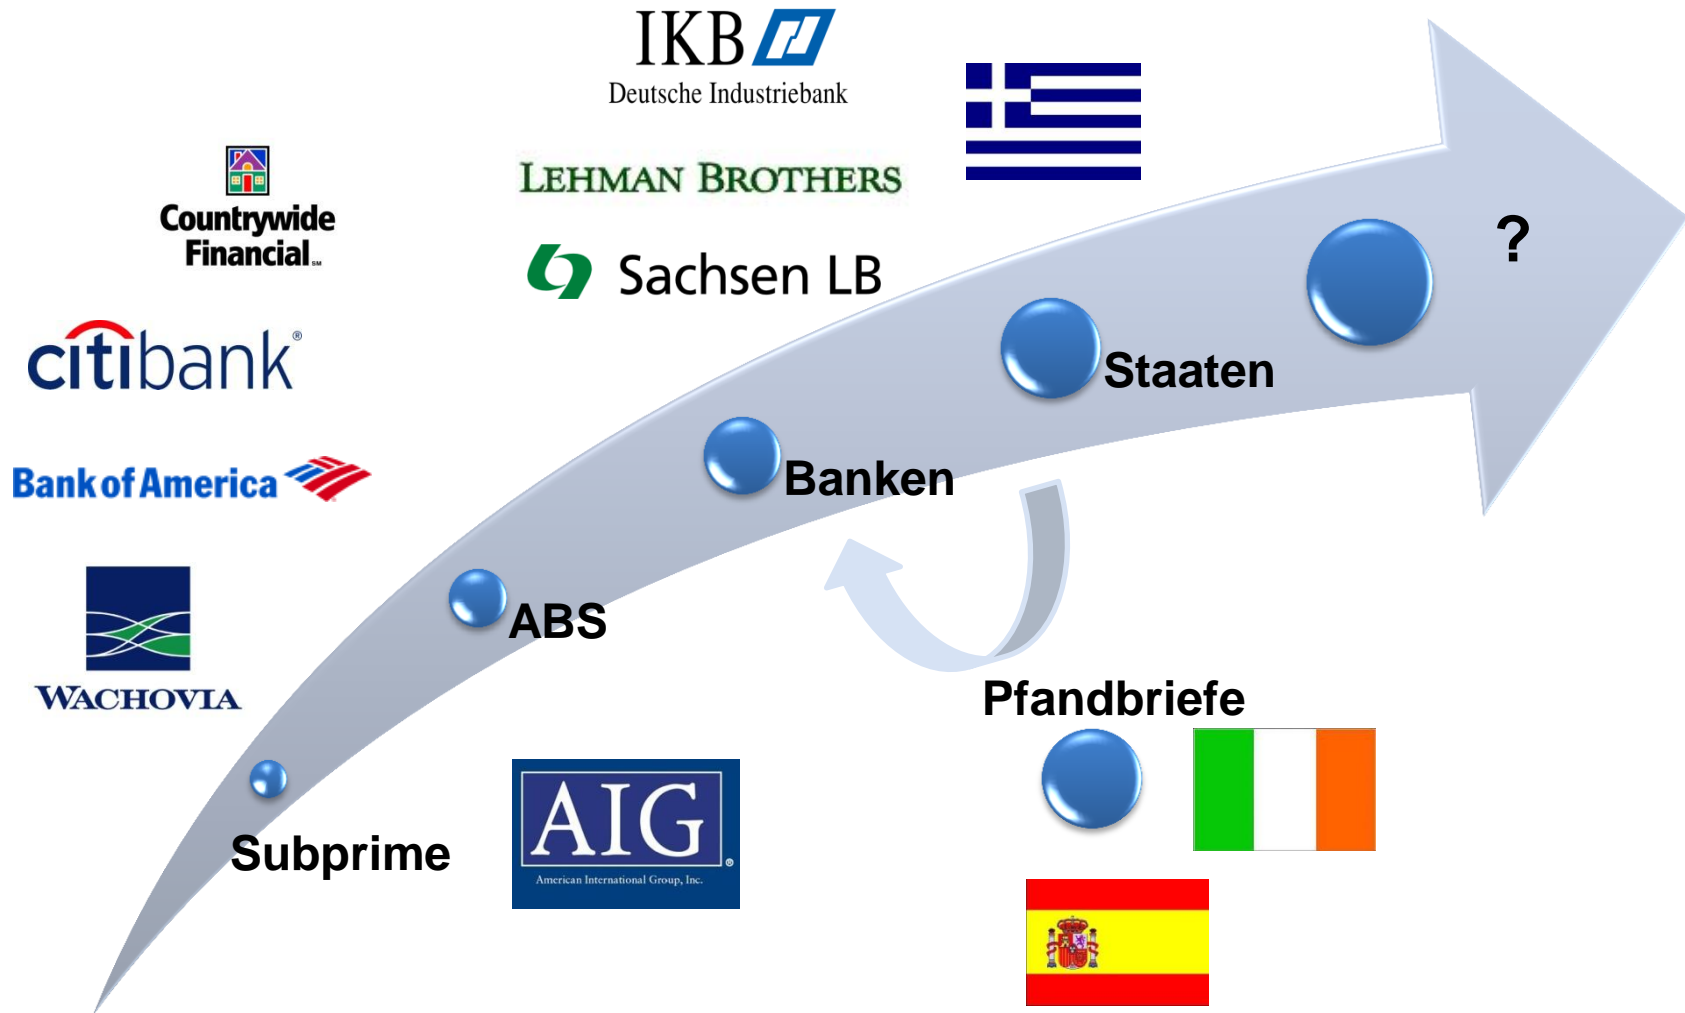 IKB
Deutsche Industriebank
LEHMAN BROTHERS
Sachsen LB
Countrywide
Financial SM
citibank®
Bank of America
WACHOVIA
?
Staaten
Banken
ABS
Subprime
AIG®
American International Group, Inc.
Pfandbriefe